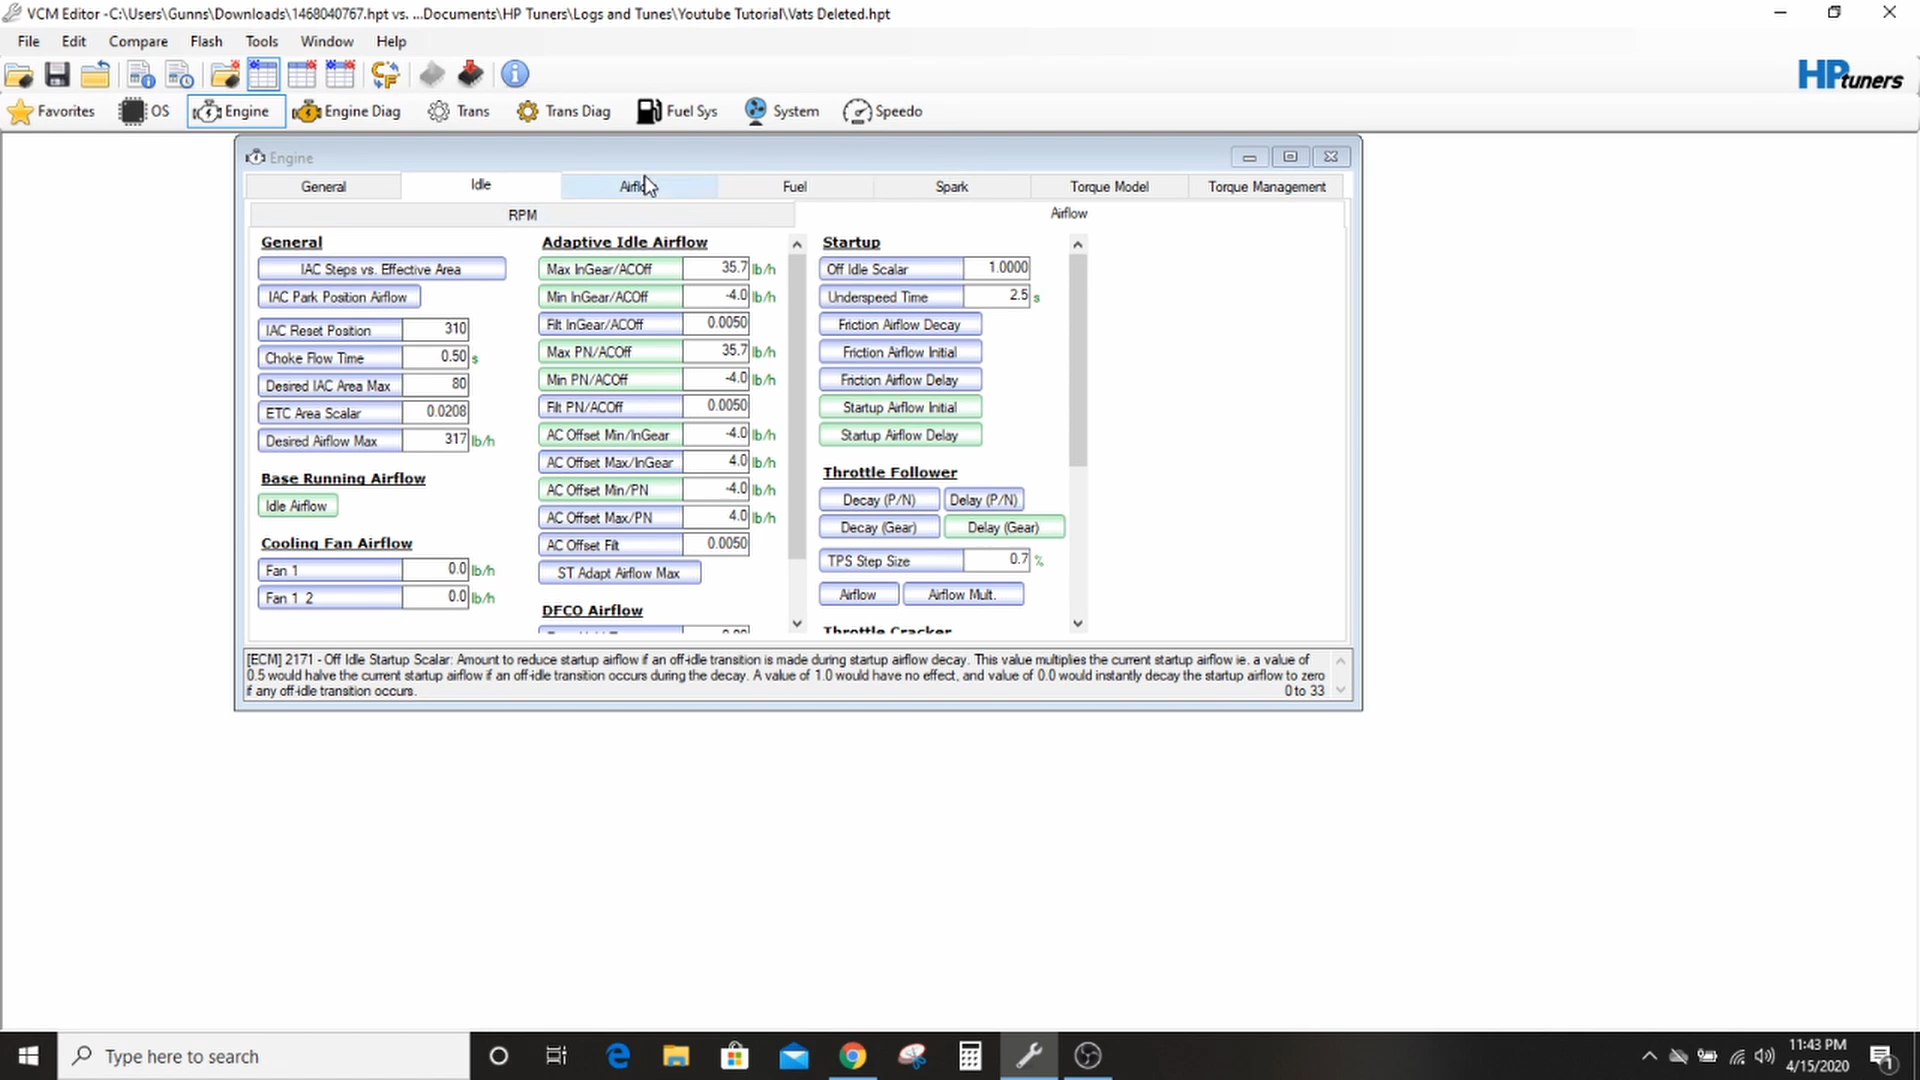 VCM Editor -C:\Users\Gunns\Downloads\1468040767.hpt vs. ...Documents\HP Tuners\Logs and Tunes\Youtube Tutorial\Vats Deleted.hpt
File Edit Compare Flash Tools Window Help
HPtuners
Favorites OS Engine Engine Diag Trans Trans Diag Fuel Sys System Speedo
Engine
General Idle Fuel Spark Torque Model Torque Management
RPM Airflow
General
IAC Steps vs. Effective Area
IAC Park Position Airflow
IAC Reset Position 310
Choke Flow Time 0.50 s
Desired IAC Area Max 80
ETC Area Scalar 0.0208
Desired Airflow Max 317 lb/h
Base Running Airflow
Idle Airflow
Cooling Fan Airflow
Fan 1 0.0 lb/h
Fan 1 2 0.0 lb/h
Adaptive Idle Airflow
Max InGear/ACOff 35.7 lb/h
Min InGear/ACOff -4.0 lb/h
Filt InGear/ACOff 0.0050
Max PN/ACOff 35.7 lb/h
Min PN/ACOff -4.0 lb/h
Filt PN/ACOff 0.0050
AC Offset Min/InGear -4.0 lb/h
AC Offset Max/InGear 4.0 lb/h
AC Offset Min/PN -4.0 lb/h
AC Offset Max/PN 4.0 lb/h
AC Offset Filt 0.0050
ST Adapt Airflow Max
DFCO Airflow
Startup
Off Idle Scalar 1.0000
Underspeed Time 2.5 s
Friction Airflow Decay
Friction Airflow Initial
Friction Airflow Delay
Startup Airflow Initial
Startup Airflow Delay
Throttle Follower
Decay (P/N) Delay (P/N)
Decay (Gear) Delay (Gear)
TPS Step Size 0.7 %
Airflow Airflow Mult.
Throttle Cracker
[ECM] 2171 - Off Idle Startup Scalar: Amount to reduce startup airflow if an off-idle transition is made during startup airflow decay. This value multiplies the current startup airflow ie. a value of
0.5 would halve the current startup airflow if an off-idle transition occurs during the decay. A value of 1.0 would have no effect, and value of 0.0 would instantly decay the startup airflow to zero
if any off-idle transition occurs. 0 to 33
Type here to search
11:43 PM
4/15/2020
1